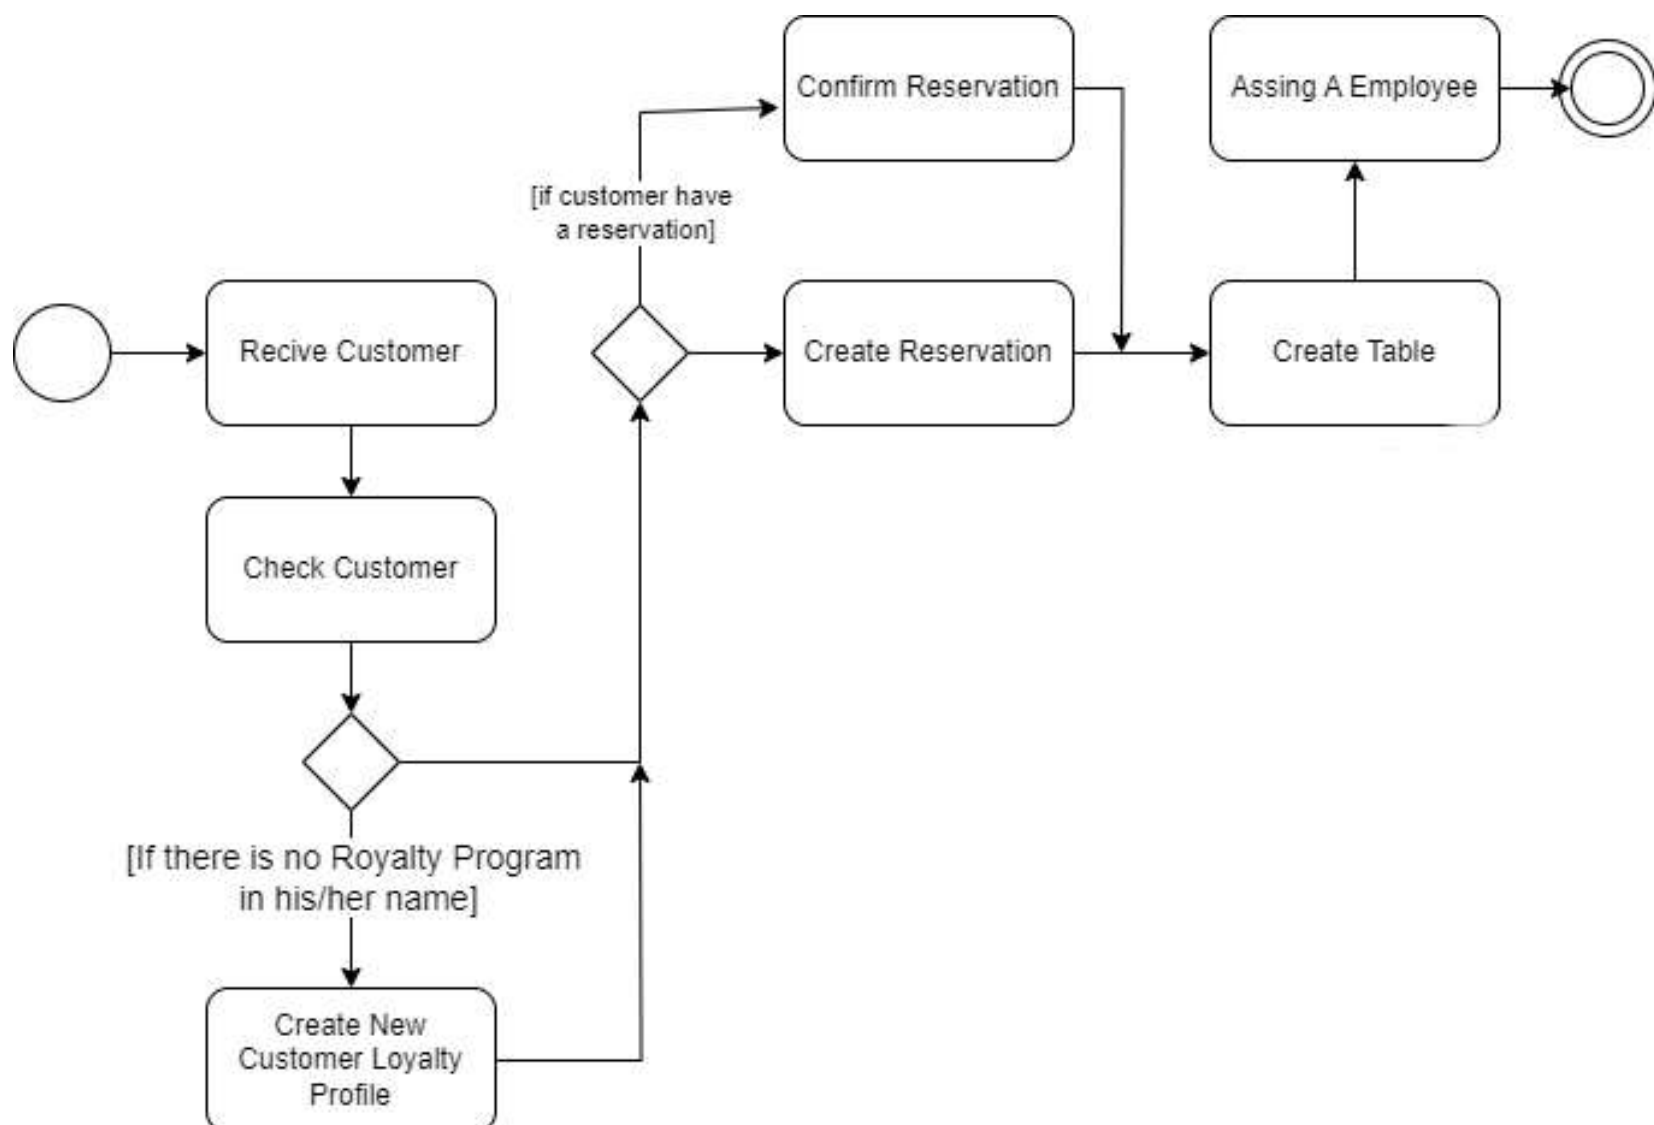 Confirm Reservation
Assing A Employee
[if customer have
a reservation]
Recive Customer
Create Reservation
Create Table
Check Customer
[If there is no Royalty Program
in his/her name]
Create New
Customer Loyalty
Profile